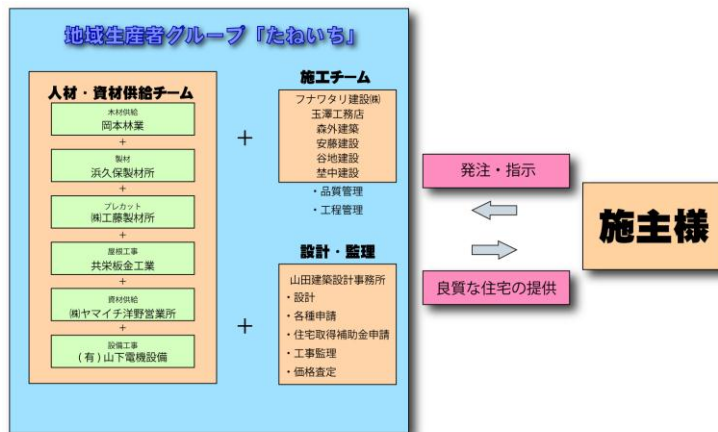 地域生産者グループ「たねいち」
人材・資材供給チーム
木材供給
岡本林業
+
製材
浜久保製材所
+
プレカット
㈱工藤製材所
+
屋根工事
共栄板金工業
+
資材供給
㈱ヤマイチ洋野営業所
+
設備工事
(有)山下電機設備
+
施工チーム
フナワタリ建設㈱
玉澤工務店
森外建築
安藤建設
谷地建設
埜中建設
・品質管理
・工程管理
+
設計・監理
山田建築設計事務所
・設計
・各種申請
・住宅取得補助金申請
・工事監理
・価格査定
発注・指示
良質な住宅の提供
施主様